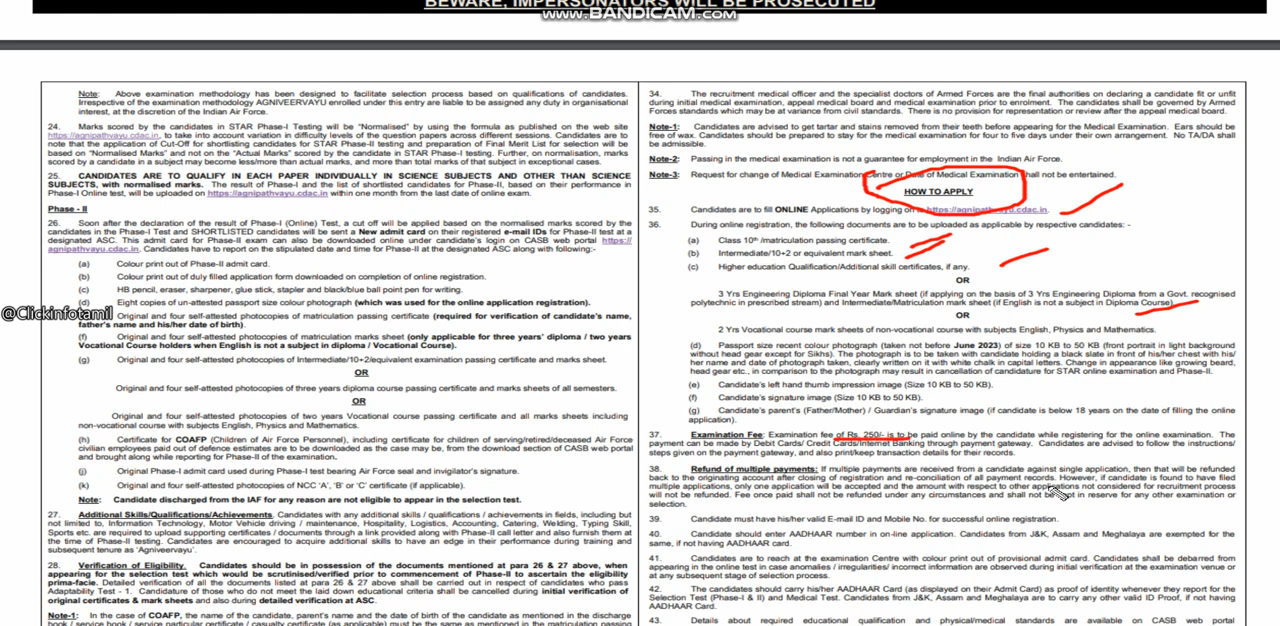 BEWARE, IMPERSONATORS WILL BE PROSECUTED
www.BANDICAM.com
Note: Above examination methodology has been designed to facilitate selection process based on qualifications of candidates.
Irrespective of the examination methodology AGNIVEERVAYU enrolled under this entry are liable to be assigned any duty in organisational
interest, at the discretion of the Indian Air Force.
24. Marks scored by the candidates in STAR Phase-I Testing will be "Normalised" by using the formula as published on the web site
https://agnipathvayu.cdac.in, to take into account variation in difficulty levels of the question papers across different sessions. Candidates are to
note that the application of Cut-Off for shortlisting candidates for STAR Phase-II testing and preparation of Final Merit List for selection will be
based on "Normalised Marks" and not on the "Actual Marks" scored by the candidate in STAR Phase-I testing. Further, on normalisation, marks
scored by a candidate in a subject may become less/more than actual marks, and more than total marks of that subject in exceptional cases.
25. CANDIDATES ARE TO QUALIFY IN EACH PAPER INDIVIDUALLY IN SCIENCE SUBJECTS AND OTHER THAN SCIENCE
SUBJECTS, with normalised marks. The result of Phase-I and the list of shortlisted candidates for Phase-II, based on their performance in
Phase-I Online test, will be uploaded on https://agnipathvayu.cdac.in within one month from the last date of online exam.
Phase - II
26. Soon after the declaration of the result of Phase-I (Online) Test, a cut off will be applied based on the normalised marks scored by the
candidates in the Phase-I Test and SHORTLISTED candidates will be sent a New admit card on their registered e-mail IDs for Phase-II test at a
designated ASC. This admit card for Phase-II exam can also be downloaded online under candidate's login on CASB web portal https://
agnipathvayu.cdac.in. Candidates have to report on the stipulated date and time for Phase-II at the designated ASC along with following:-
(a) Colour print out of Phase-II admit card.
(b) Colour print out of duly filled application form downloaded on completion of online registration.
(c) HB pencil, eraser, sharpener, glue stick, stapler and black/blue ball point pen for writing.
(d) Eight copies of un-attested passport size colour photograph (which was used for the online application registration).
@Clickinfotamil
Original and four self-attested photocopies of matriculation passing certificate (required for verification of candidate's name,
father's name and his/her date of birth).
(f) Original and four self-attested photocopies of matriculation marks sheet (only applicable for three years' diploma / two years
Vocational Course holders when English is not a subject in diploma / Vocational Course).
(g) Original and four self-attested photocopies of Intermediate/10+2/equivalent examination passing certificate and marks sheet.
OR
Original and four self-attested photocopies of three years diploma course passing certificate and marks sheets of all semesters.
OR
Original and four self-attested photocopies of two years Vocational course passing certificate and all marks sheets including
non-vocational course with subjects English, Physics and Mathematics.
(h) Certificate for COAFP (Children of Air Force Personnel), including certificate for children of serving/retired/deceased Air Force
civilian employees paid out of defence estimates are to be downloaded as the case may be, from the download section of CASB web portal
and brought along while reporting for Phase-II of the examination.
(j) Original Phase-I admit card used during Phase-I test bearing Air Force seal and invigilator's signature.
(k) Original and four self-attested photocopies of NCC 'A', 'B' or 'C' certificate (if applicable).
Note: Candidate discharged from the IAF for any reason are not eligible to appear in the selection test.
27. Additional Skills/Qualifications/Achievements. Candidates with any additional skills / qualifications / achievements in fields, including but
not limited to, Information Technology, Motor Vehicle driving / maintenance, Hospitality, Logistics, Accounting, Catering, Welding, Typing Skill,
Sports etc. are required to upload supporting certificates / documents through a link provided along with Phase-II call letter and also furnish them at
the time of Phase-II testing. Candidates are encouraged to acquire additional skills to have an edge in their performance during training and
subsequent tenure as 'Agniveervayu'.
28. Verification of Eligibility. Candidates should be in possession of the documents mentioned at para 26 & 27 above, when
appearing for the selection test which would be scrutinised/verified prior to commencement of Phase-II to ascertain the eligibility
prima-facie. Detailed verification of all the documents listed at para 26 & 27 above shall be carried out in respect of candidates who pass
Adaptability Test - 1. Candidature of those who do not meet the laid down educational criteria shall be cancelled during initial verification of
original certificates & mark sheets and also during detailed verification at ASC.
Note-1: In the case of COAFP, the name of the candidate, parent's name and the date of birth of the candidate as mentioned in the discharge
34. The recruitment medical officer and the specialist doctors of Armed Forces are the final authorities on declaring a candidate fit or unfit
during initial medical examination, appeal medical board and medical examination prior to enrolment. The candidates shall be governed by Armed
Forces standards which may be at variance from civil standards. There is no provision for representation or review after the appeal medical board.
Note-1: Candidates are advised to get tartar and stains removed from their teeth before appearing for the Medical Examination. Ears should be
free of wax. Candidates should be prepared to stay for the medical examination for four to five days under their own arrangement. No TA/DA shall
be admissible.
Note-2: Passing in the medical examination is not a guarantee for employment in the Indian Air Force.
Note-3: Request for change of Medical Examination Centre or Date of Medical Examination shall not be entertained.
HOW TO APPLY
35. Candidates are to fill ONLINE Applications by logging on to https://agnipathvayu.cdac.in.
36. During online registration, the following documents are to be uploaded as applicable by respective candidates: -
(a) Class 10th /matriculation passing certificate.
(b) Intermediate/10+2 or equivalent mark sheet.
(c) Higher education Qualification/Additional skill certificates, if any.
OR
3 Yrs Engineering Diploma Final Year Mark sheet (if applying on the basis of 3 Yrs Engineering Diploma from a Govt. recognised
polytechnic in prescribed stream) and Intermediate/Matriculation mark sheet (if English is not a subject in Diploma Course).
OR
2 Yrs Vocational course mark sheets of non-vocational course with subjects English, Physics and Mathematics.
(d) Passport size recent colour photograph (taken not before June 2023) of size 10 KB to 50 KB (front portrait in light background
without head gear except for Sikhs). The photograph is to be taken with candidate holding a black slate in front of his/her chest with his/
her name and date of photograph taken, clearly written on it with white chalk in capital letters. Change in appearance like growing beard,
head gear etc., in comparison to the photograph may result in cancellation of candidature for STAR online examination and Phase-II.
(e) Candidate's left hand thumb impression image (Size 10 KB to 50 KB).
(f) Candidate's signature image (Size 10 KB to 50 KB).
(g) Candidate's parent's (Father/Mother) / Guardian's signature image (if candidate is below 18 years on the date of filling the online
application).
37. Examination Fee: Examination fee of Rs. 250/- is to be paid online by the candidate while registering for the online examination. The
payment can be made by Debit Cards/ Credit Cards/Internet Banking through payment gateway. Candidates are advised to follow the instructions/
steps given on the payment gateway, and also print/keep transaction details for their records.
38. Refund of multiple payments: If multiple payments are received from a candidate against single application, then that will be refunded
back to the originating account after closing of registration and re-conciliation of all payment records. However, if candidate is found to have filed
multiple applications, only one application will be accepted and the amount with respect to other applications not considered for recruitment process
will not be refunded. Fee once paid shall not be refunded under any circumstances and shall not be kept in reserve for any other examination or
selection.
39. Candidate must have his/her valid E-mail ID and Mobile No. for successful online registration.
40. Candidate should enter AADHAAR number in on-line application. Candidates from J&K, Assam and Meghalaya are exempted for the
same, if not having AADHAAR card.
41. Candidates are to reach at the examination Centre with colour print out of provisional admit card. Candidates shall be debarred from
appearing in the online test in case anomalies / irregularities/ incorrect information are observed during initial verification at the examination venue or
at any subsequent stage of selection process.
42. The candidates should carry his/her AADHAAR Card (as displayed on their Admit Card) as proof of identity whenever they report for the
Selection Test (Phase-I & II) and Medical Test. Candidates from J&K, Assam and Meghalaya are to carry any other valid ID Proof, if not having
AADHAAR Card.
43. Details about required educational qualification and physical/medical standards are available on CASB web portal